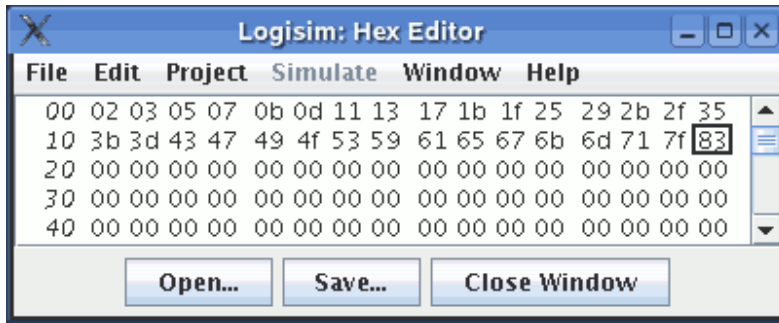 Logisim: Hex Editor
File Edit Project Simulate Window Help
00 02 03 05 07 0b 0d 11 13 17 1b 1f 25 29 2b 2f 35
10 3b 3d 43 47 49 4f 53 59 61 65 67 6b 6d 71 7f 83
20 00 00 00 00 00 00 00 00 00 00 00 00 00 00 00 00
30 00 00 00 00 00 00 00 00 00 00 00 00 00 00 00 00
40 00 00 00 00 00 00 00 00 00 00 00 00 00 00 00 00
Open... Save... Close Window